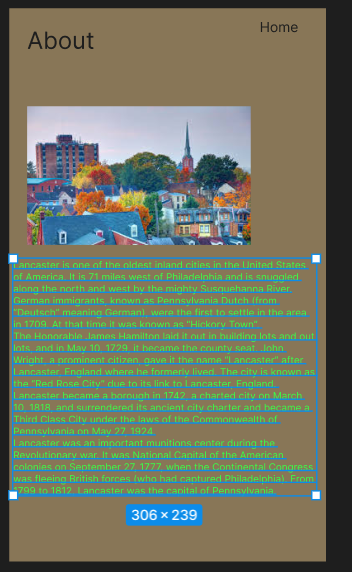 Home
About
Lancaster is one of the oldest inland cities in the United States
of America. It is 71 miles west of Philadelphia and is snuggled
along the north and west by the mighty Susquehanna River.
German immigrants, known as Pennsylvania Dutch (from
"Deutsch" meaning German), were the first to settle in the area
in 1709. At that time it was known as "Hickory Town".
The Honorable James Hamilton laid it out in building lots and out
lots, and in May 10, 1729, it became the county seat. John
Wright, a prominent citizen, gave it the name "Lancaster" after
Lancaster, England where he formerly lived. The city is known as
the "Red Rose City" due to its link to Lancaster, England.
Lancaster became a borough in 1742, a charted city on March
10, 1818, and surrendered its ancient city charter and became a
Third Class City under the laws of the Commonwealth of
Pennsylvania on May 27, 1924.
Lancaster was an important munitions center during the
Revolutionary war. It was National Capital of the American
colonies on September 27, 1777, when the Continental Congress
was fleeing British forces (who had captured Philadelphia). From
1799 to 1812, Lancaster was the capital of Pennsylvania.
306 × 239